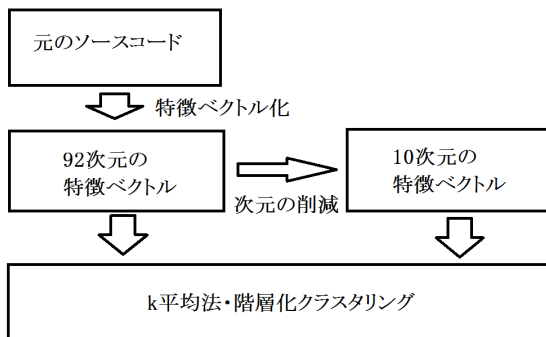 元のソースコード
特徴ベクトル化
92次元の
特徴ベクトル
次元の削減
10次元の
特徴ベクトル
k平均法・階層化クラスタリング